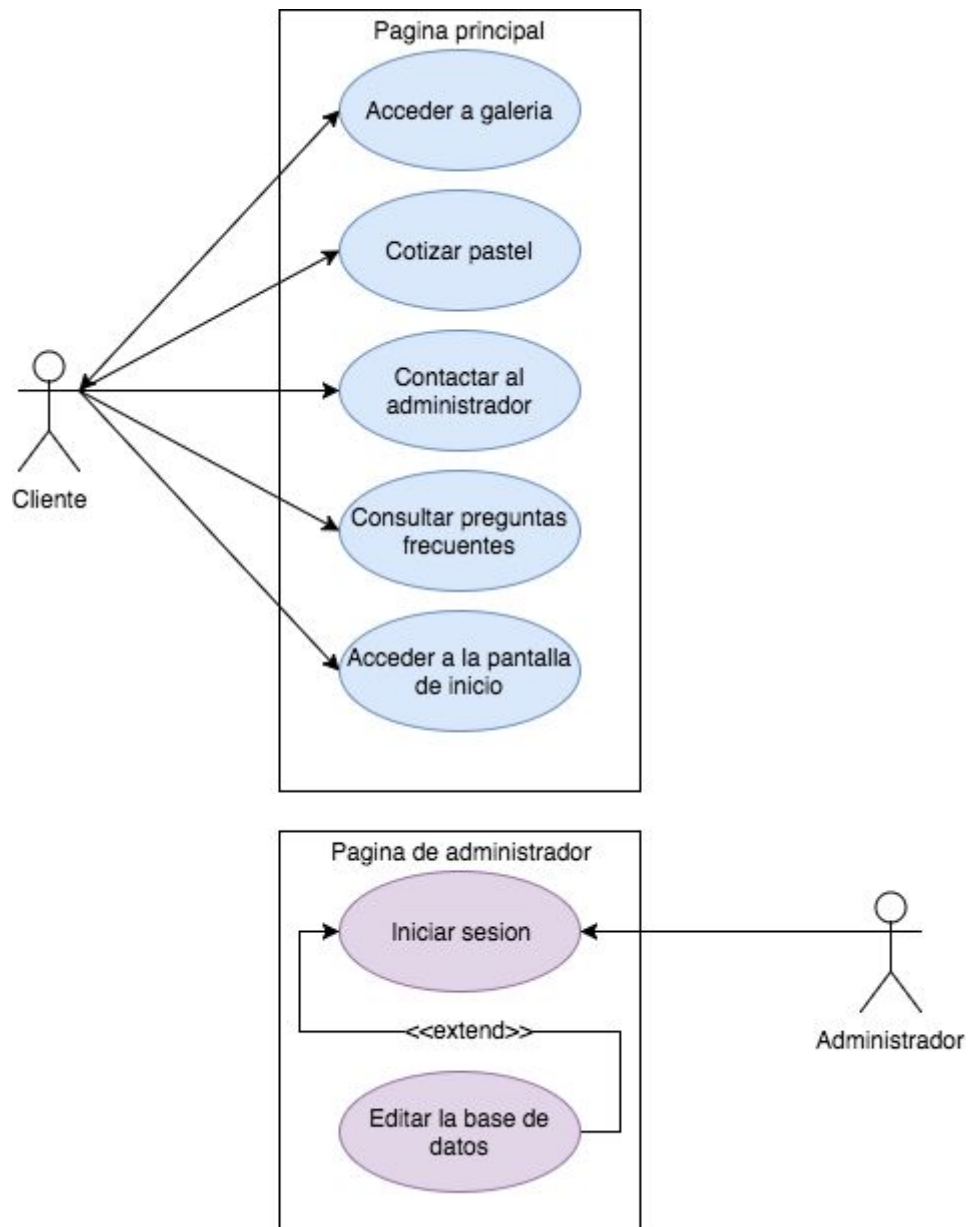 Pagina principal
Acceder a galeria
Cotizar pastel
Contactar al
administrador
Cliente
Consultar preguntas
frecuentes
Acceder a la pantalla
de inicio
Pagina de administrador
Iniciar sesion
<<extend>>
Administrador
Editar la base de
datos